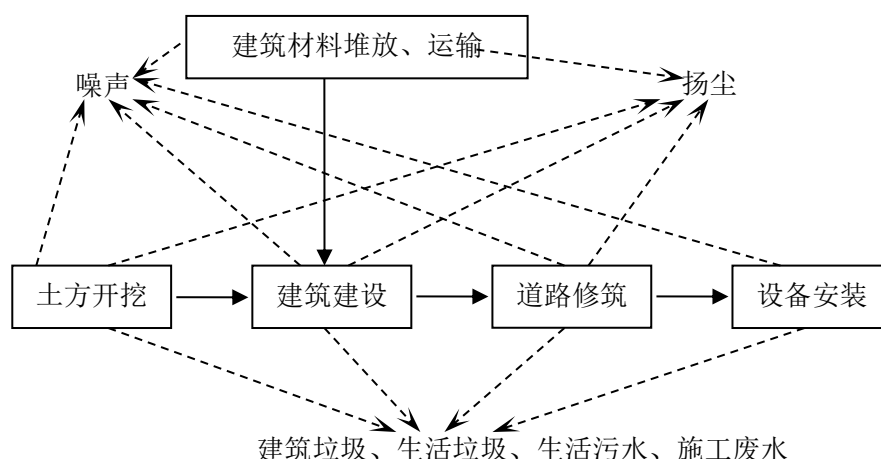 建筑材料堆放、运输
噪声
扬尘
土方开挖
建筑建设
道路修筑
设备安装
建筑垃圾、生活垃圾、生活污水、施工废水